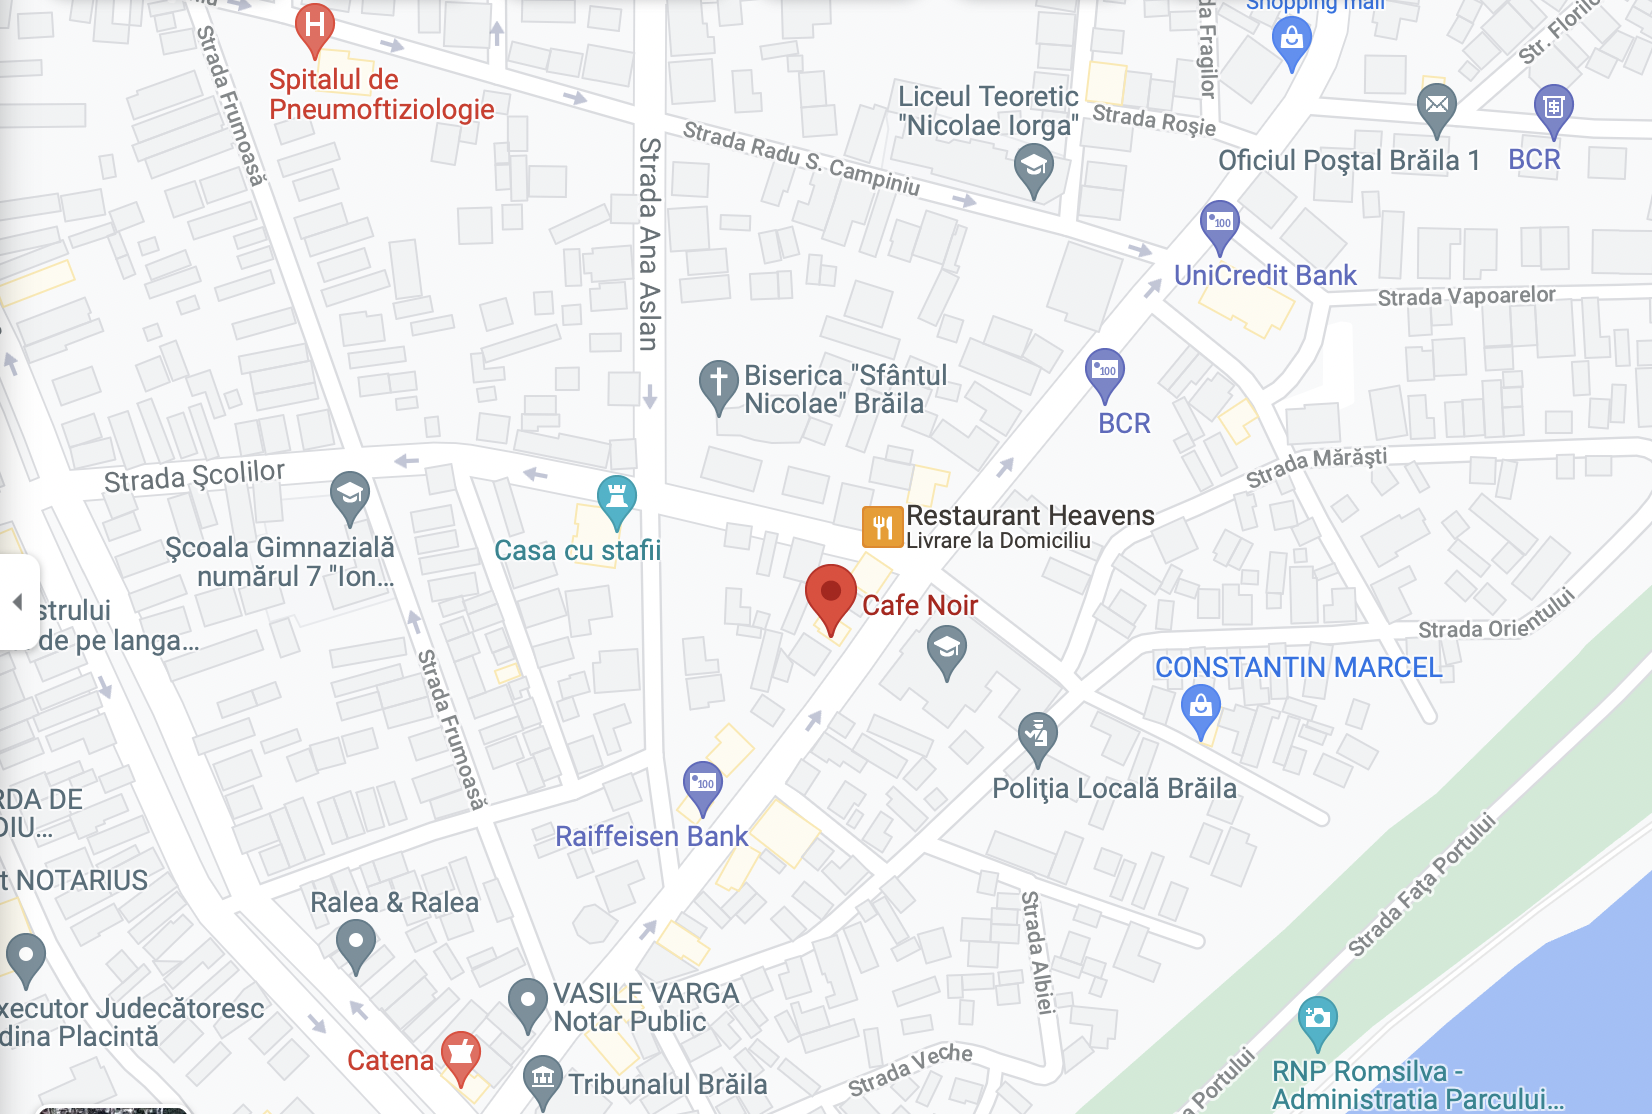 Shopping mall
Str. Florilo
Strada Frumoasă
Spitalul de
Pneumoftiziologie
Liceul Teoretic
"Nicolae Iorga"
da Fragilor
Strada Roșie
Oficiul Poștal Brăila 1
BCR
Strada Ana Aslan
Strada Radu S. Campiniu
100
UniCredit Bank
Strada Vapoarelor
Biserica "Sfântul
Nicolae" Brăila
100
BCR
Strada Școlilor
Strada Mărăști
Școala Gimnazială
numărul 7 "Ion...
Casa cu stafii
Restaurant Heavens
Livrare la Domiciliu
Cafe Noir
strului
de pe langa...
Strada Orientului
CONSTANTIN MARCEL
Strada Frumoasă
Poliția Locală Brăila
RDA DE
DIU...
100
Raiffeisen Bank
Strada Fața Portului
t NOTARIUS
Ralea & Ralea
Strada Albiei
xecutor Judecătoresc
dina Placintă
VASILE VARGA
Notar Public
Catena
Tribunalul Brăila
Strada Veche
a Portului
RNP Romsilva -
Administratia Parcului...